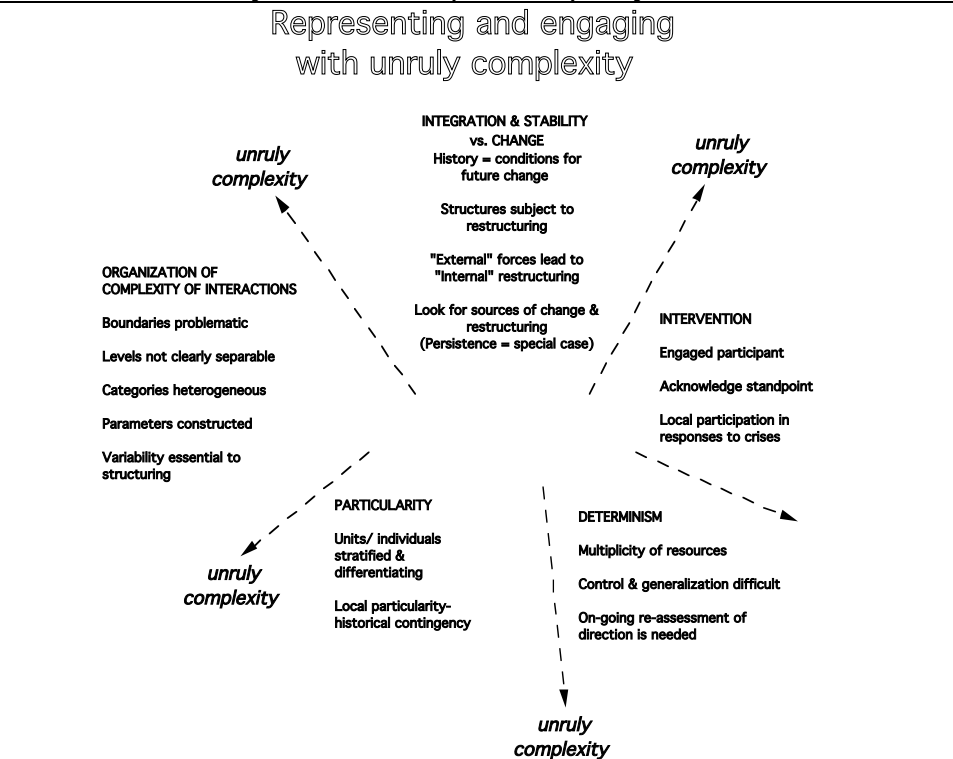 Representing and engaging
with unruly complexity
INTEGRATION & STABILITY
vs. CHANGE
History = conditions for
future change
Structures subject to
restructuring
"External" forces lead to
"Internal" restructuring
Look for sources of change &
restructuring
(Persistence = special case)
unruly
complexity
unruly
complexity
ORGANIZATION OF
COMPLEXITY OF INTERACTIONS
Boundaries problematic
Levels not clearly separable
Categories heterogeneous
Parameters constructed
Variability essential to
structuring
INTERVENTION
Engaged participant
Acknowledge standpoint
Local participation in
responses to crises
unruly
complexity
PARTICULARITY
Units/ individuals
stratified &
differentiating
Local particularity-
historical contingency
DETERMINISM
Multiplicity of resources
Control & generalization difficult
On-going re-assessment of
direction is needed
unruly
complexity